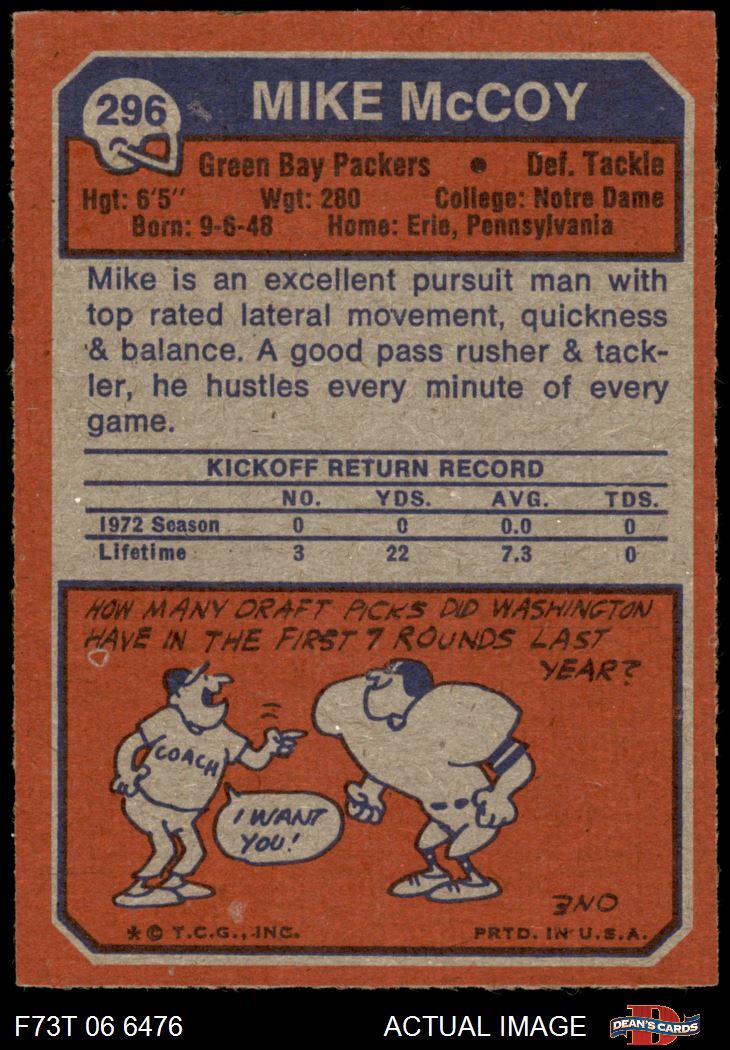 296
MIKE McCOY
Green Bay Packers • Def. Tackle
Hgt: 6'5" Wgt: 280 College: Notre Dame
Born: 9-6-48 Home: Erie, Pennsylvania
Mike is an excellent pursuit man with
top rated lateral movement, quickness
& balance. A good pass rusher & tack-
ler, he hustles every minute of every
game.
KICKOFF RETURN RECORD
NO. YDS. AVG. TDS.
1972 Season 0 0 0.0 0
Lifetime 3 22 7.3 0
HOW MANY DRAFT PICKS DID WASHINGTON
HAVE IN THE FIRST 7 ROUNDS LAST
YEAR?
COACH
I WANT
YOU!
ONE
* © T.C.G., INC. PRTD. IN U.S.A.
F73T 06 6476 ACTUAL IMAGE
D
DEAN'S CARDS